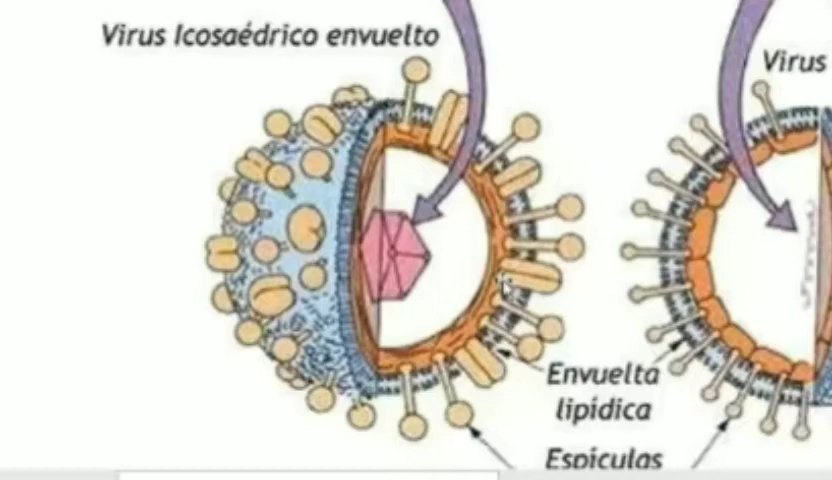 Virus Icosaédrico envuelto
Virus
Envuelta
lipídica
Espículas